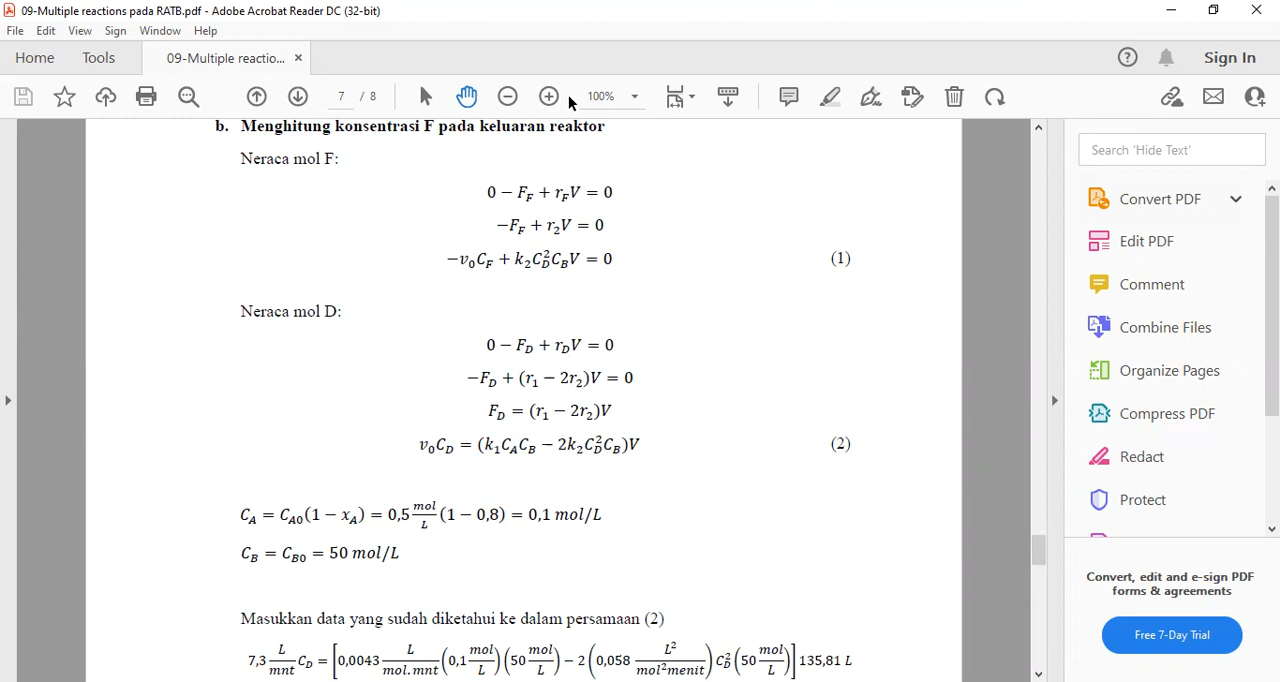 09-Multiple reactions pada RATB.pdf - Adobe Acrobat Reader DC (32-bit)
File Edit View Sign Window Help
Home Tools 09-Multiple reactio... × Sign In
7 / 8 100%
b. Menghitung konsentrasi F pada keluaran reaktor
Neraca mol F:
0 − F_F + r_F V = 0
−F_F + r_2 V = 0
−v_0 C_F + k_2 C_D^2 C_B V = 0 (1)
Neraca mol D:
0 − F_D + r_D V = 0
−F_D + (r_1 − 2r_2)V = 0
F_D = (r_1 − 2r_2)V
v_0 C_D = (k_1 C_A C_B − 2k_2 C_D^2 C_B)V (2)
C_A = C_A0 (1 − x_A) = 0,5 mol/L (1 − 0,8) = 0,1 mol/L
C_B = C_B0 = 50 mol/L
Masukkan data yang sudah diketahui ke dalam persamaan (2)
7,3 L/mnt C_D = [0,0043 L/mol.mnt (0,1 mol/L) (50 mol/L) − 2 (0,058 L^2/mol^2 menit) C_D^2 (50 mol/L)] 135,81 L
Search 'Hide Text'
Convert PDF
Edit PDF
Comment
Combine Files
Organize Pages
Compress PDF
Redact
Protect
Convert, edit and e-sign PDF
forms & agreements
Free 7-Day Trial